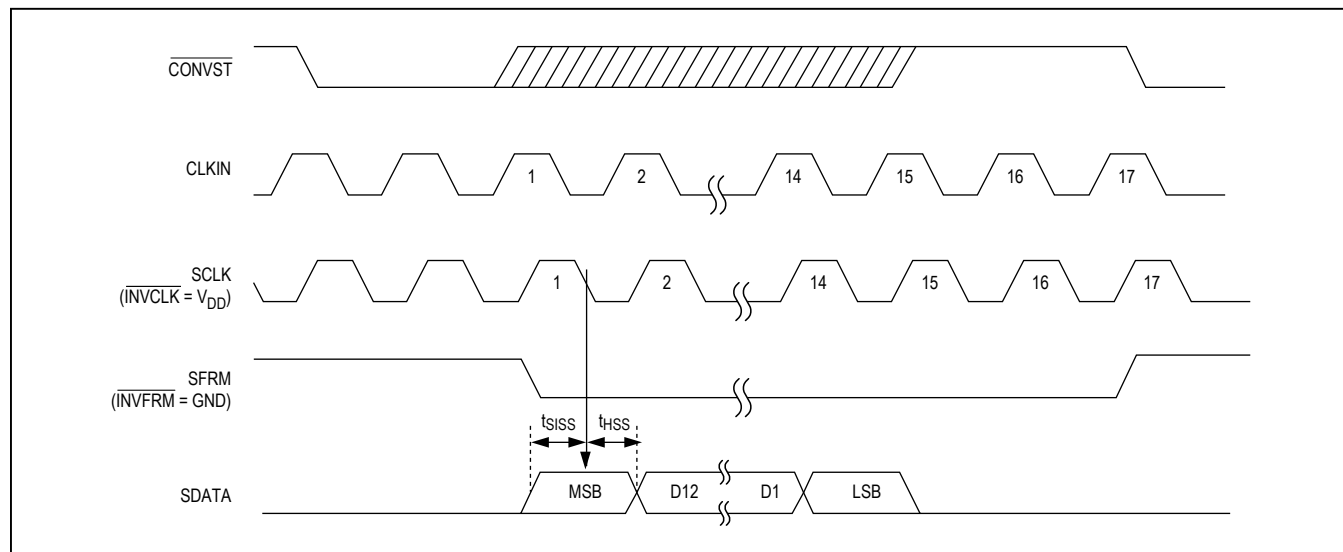 CONVST
CLKIN
1 2 14 15 16 17
SCLK
(INVCLK = VDD)
1 2 14 15 16 17
SFRM
(INVFRM = GND)
tSISS tHSS
SDATA
MSB D12 D1 LSB